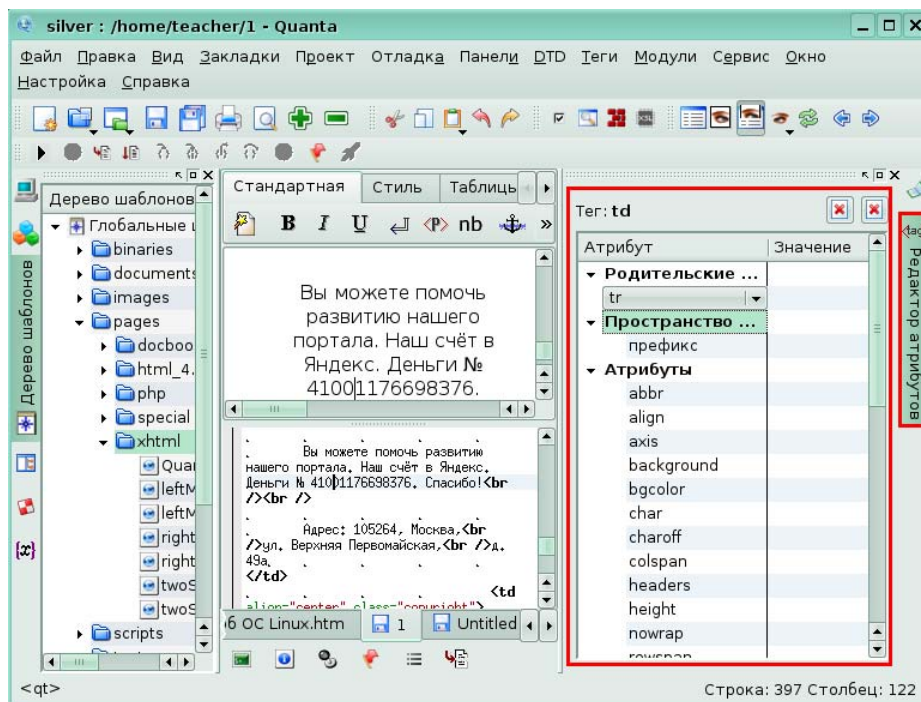 silver : /home/teacher/1 - Quanta
Файл Правка Вид Закладки Проект Отладка Панели DTD Теги Модули Сервис Окно
Настройка Справка
Дерево шаблонов
Дерево шаблонов
Глобальные
binaries
documents
images
pages
docboo
html_4.
php
special
xhtml
Quar
leftM
leftM
right
right
twoS
twoS
scripts
Стандартная Стиль Таблицы
B I U <P> nb »
Вы можете помочь
развитию нашего
портала. Наш счёт в
Яндекс. Деньги №
41001176698376.
Вы можете помочь развитию
нашего портала. Наш счёт в Яндекс.
Деньги № 41001176698376. Спасибо!<br
/><br />
Адрес: 105264, Москва,<br
/>ул. Верхняя Первомайская,<br />д.
49а.
</td>
<td
align="center" class="copyright">
об ОС Linux.htm 1 Untitled
Тег: td
Атрибут Значение
Родительские ...
tr
Пространство ...
префикс
Атрибуты
abbr
align
axis
background
bgcolor
char
charoff
colspan
headers
height
nowrap
rowspan
<tag
Редактор атрибутов
{x}
<qt> Строка: 397 Столбец: 122